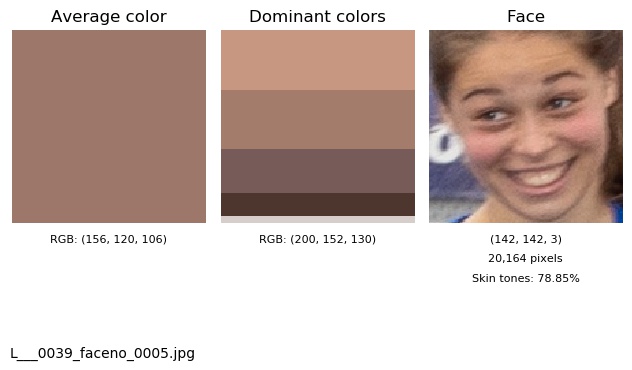 Average color
Dominant colors
Face
RGB: (156, 120, 106)
RGB: (200, 152, 130)
(142, 142, 3)
20,164 pixels
Skin tones: 78.85%
L___0039_faceno_0005.jpg